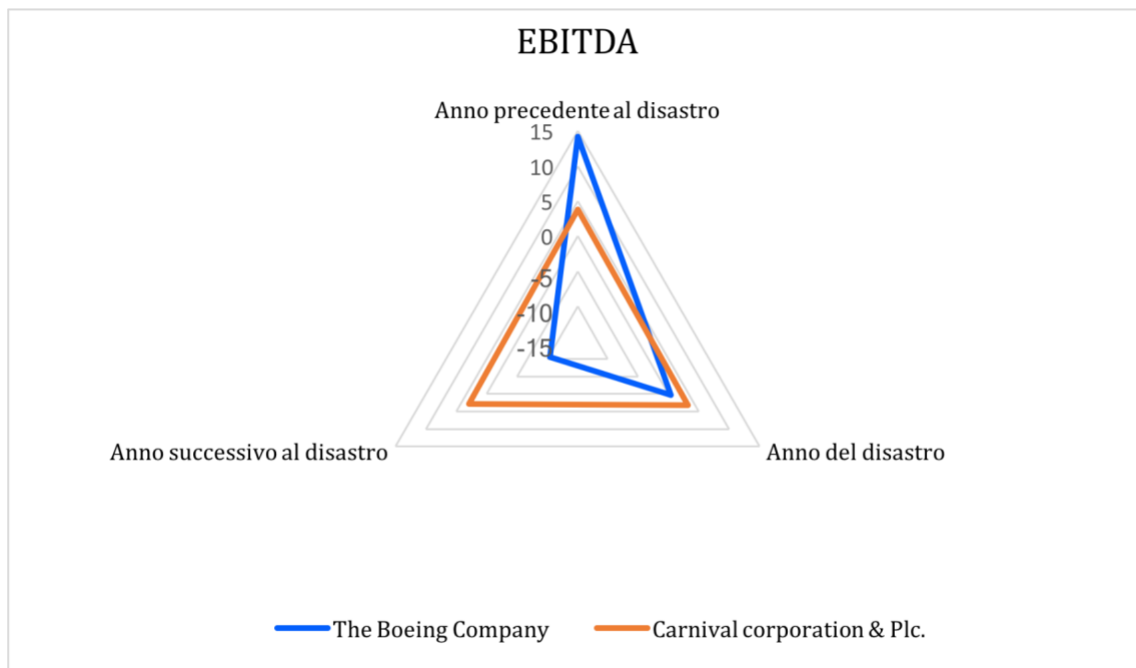 EBITDA
Anno precedente al disastro
15
10
5
0
-5
-10
-15
Anno successivo al disastro
Anno del disastro
The Boeing Company
Carnival corporation & Plc.